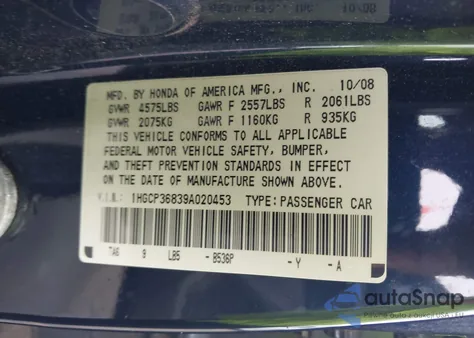 MFD. BY HONDA OF AMERICA MFG., INC. 10/08
GVWR 4575LBS GAWR F 2557LBS R 2061LBS
GVWR 2075KG GAWR F 1160KG R 935KG
THIS VEHICLE CONFORMS TO ALL APPLICABLE
FEDERAL MOTOR VEHICLE SAFETY, BUMPER,
AND THEFT PREVENTION STANDARDS IN EFFECT
ON THE DATE OF MANUFACTURE SHOWN ABOVE.
V.I.N.: 1HGCP36839A020453 TYPE: PASSENGER CAR
TA6 9 LBS - B536P - Y - A
autoSnap